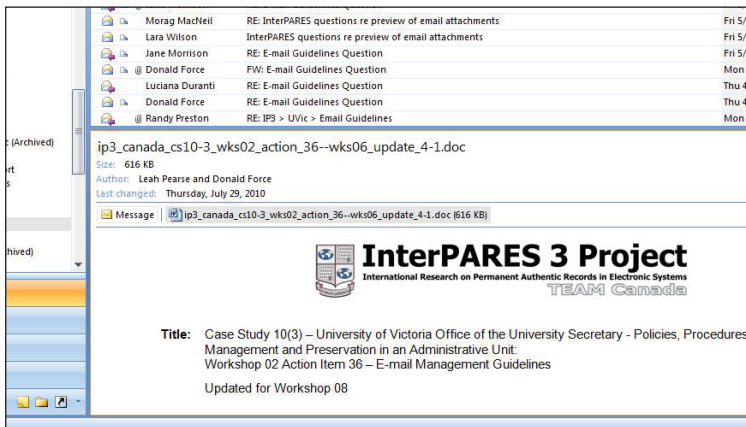 Morag MacNeil RE: InterPARES questions re preview of email attachments Fri 5/
Lara Wilson InterPARES questions re preview of email attachments Fri 5/
Jane Morrison RE: E-mail Guidelines Question Fri 5/
Donald Force FW: E-mail Guidelines Question Mon
Luciana Duranti RE: E-mail Guidelines Question Thu 4
Donald Force RE: E-mail Guidelines Question Thu 4
Randy Preston RE: IP3 > UVic > Email Guidelines Mon
(Archived)
rt
s
hived)
ip3_canada_cs10-3_wks02_action_36--wks06_update_4-1.doc
Size: 616 KB
Author: Leah Pearse and Donald Force
Last changed: Thursday, July 29, 2010
Message ip3_canada_cs10-3_wks02_action_36--wks06_update_4-1.doc (616 KB)
InterPARES 3 Project
International Research on Permanent Authentic Records in Electronic Systems
TEAM Canada
Title: Case Study 10(3) – University of Victoria Office of the University Secretary - Policies, Procedures
Management and Preservation in an Administrative Unit:
Workshop 02 Action Item 36 – E-mail Management Guidelines
Updated for Workshop 08